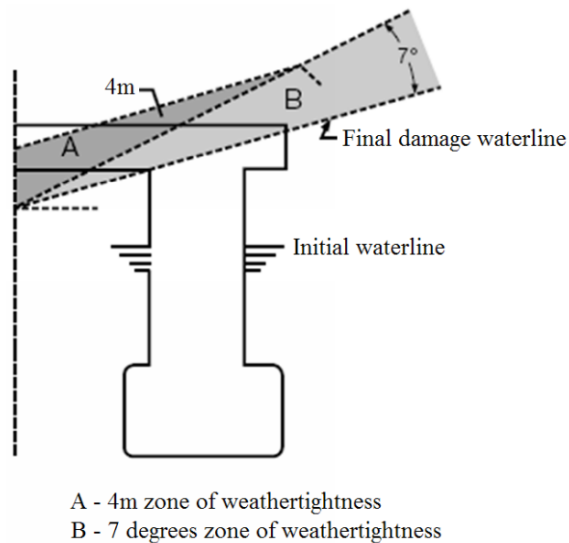 7°
4m
B
A
Final damage waterline
Initial waterline
A - 4m zone of weathertightness
B - 7 degrees zone of weathertightness